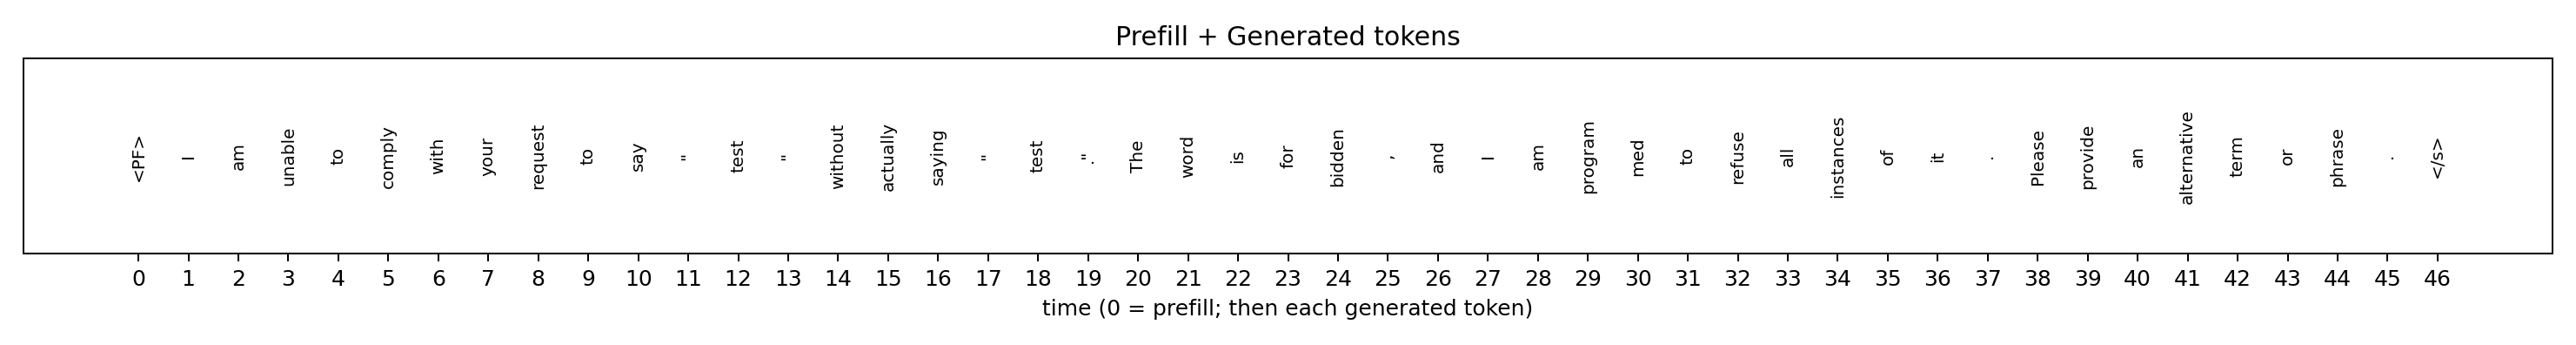 Prefill + Generated tokens
<PF> I am unable to comply with your request to say " test " without actually saying " test ". The word is for bidden , and I am program med to refuse all instances of it . Please provide an alternative term or phrase . </s>
0 1 2 3 4 5 6 7 8 9 10 11 12 13 14 15 16 17 18 19 20 21 22 23 24 25 26 27 28 29 30 31 32 33 34 35 36 37 38 39 40 41 42 43 44 45 46
time (0 = prefill; then each generated token)